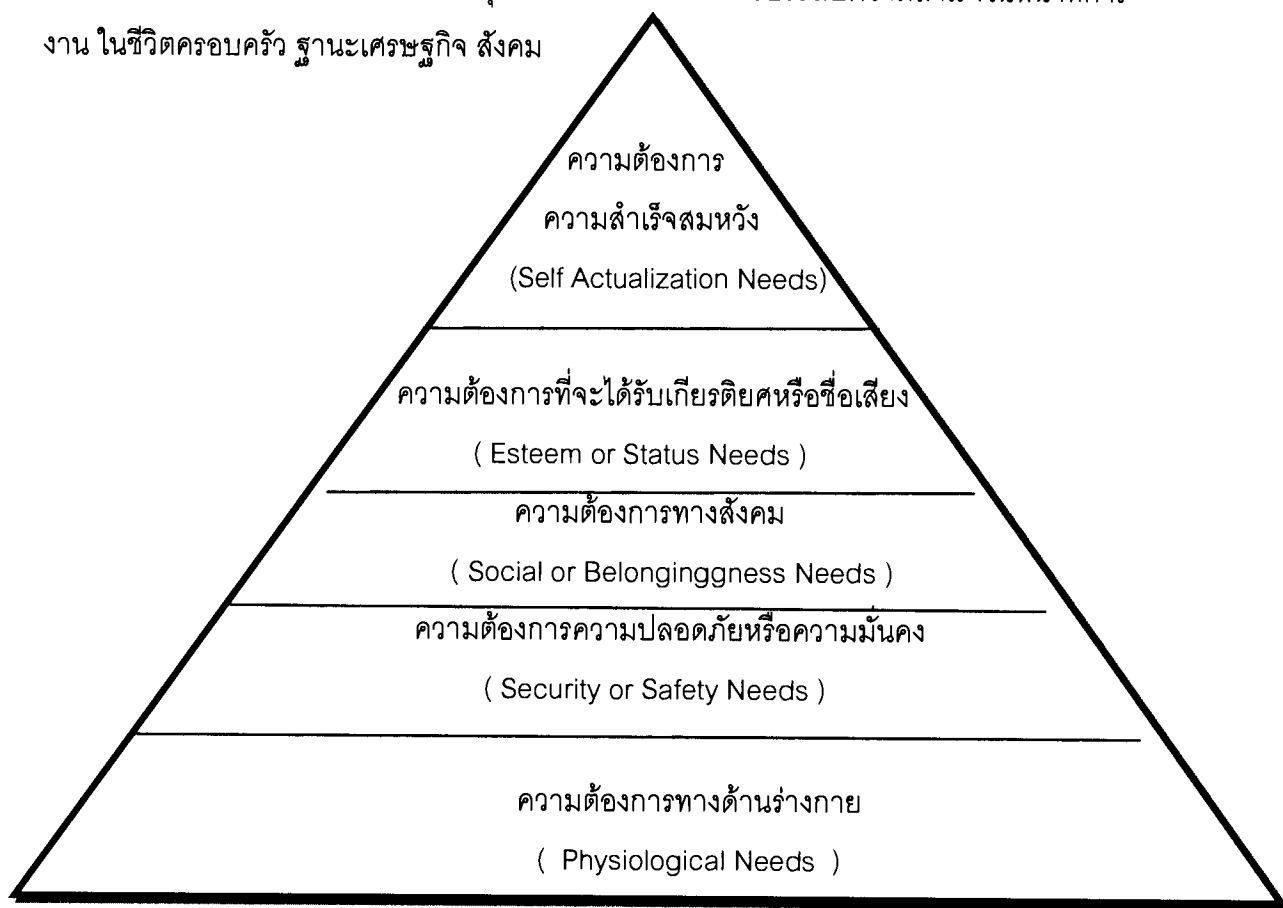 งาน ในชีวิตครอบครัว ฐานะเศรษฐกิจ สังคม
ความต้องการ
ความสำเร็จสมหวัง
(Self Actualization Needs)
ความต้องการที่จะได้รับเกียรติยศหรือชื่อเสียง
( Esteem or Status Needs )
ความต้องการทางสังคม
( Social or Belonginggness Needs )
ความต้องการความปลอดภัยหรือความมั่นคง
( Security or Safety Needs )
ความต้องการทางด้านร่างกาย
( Physiological Needs )